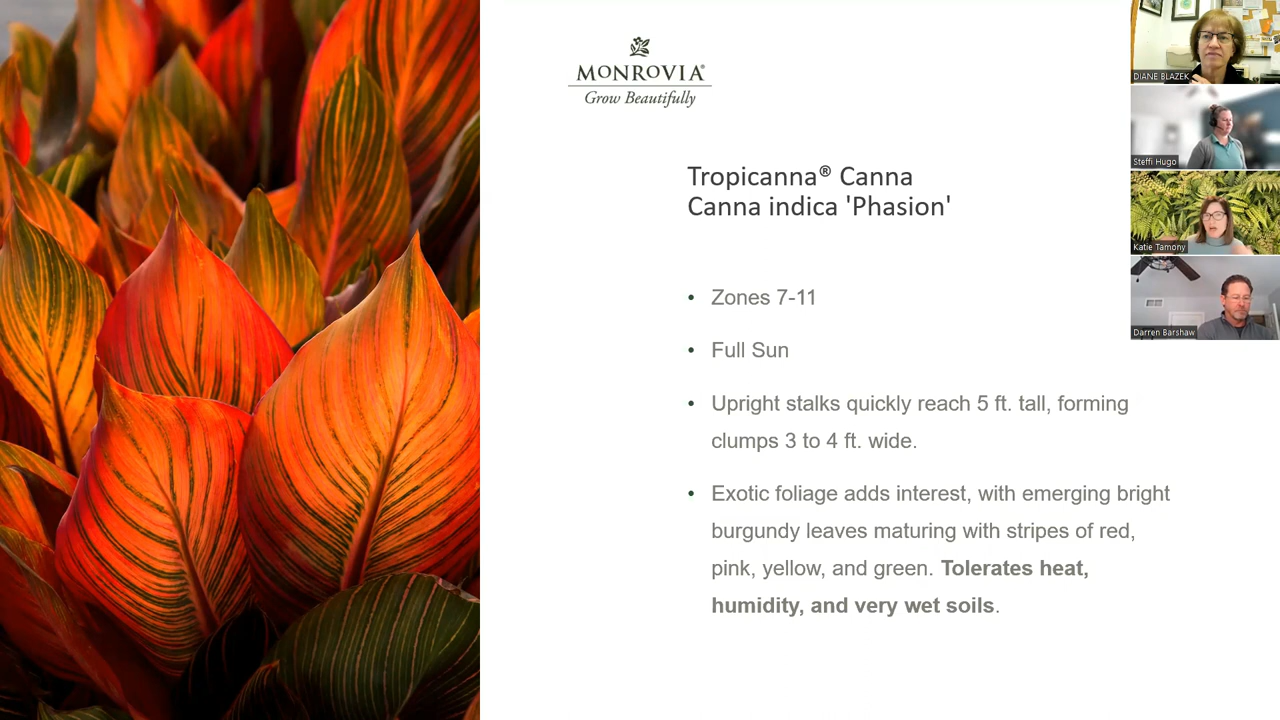 MONROVIA®
Grow Beautifully
Tropicanna® Canna
Canna indica 'Phasion'
• Zones 7-11
• Full Sun
• Upright stalks quickly reach 5 ft. tall, forming
clumps 3 to 4 ft. wide.
• Exotic foliage adds interest, with emerging bright
burgundy leaves maturing with stripes of red,
pink, yellow, and green. Tolerates heat,
humidity, and very wet soils.
DIANE BLAZEK
Steffi Hugo
Katie Tamony
Darren Barshaw